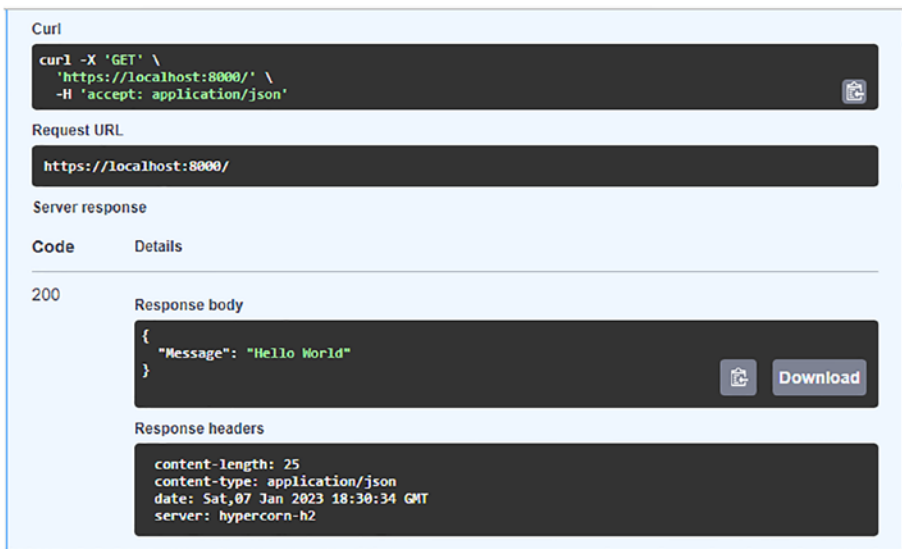 Curl
curl -X 'GET' \
'https://localhost:8000/' \
-H 'accept: application/json'
Request URL
https://localhost:8000/
Server response
Code Details
200
Response body
{
"Message": "Hello World"
}
Download
Response headers
content-length: 25
content-type: application/json
date: Sat,07 Jan 2023 18:30:34 GMT
server: hypercorn-h2